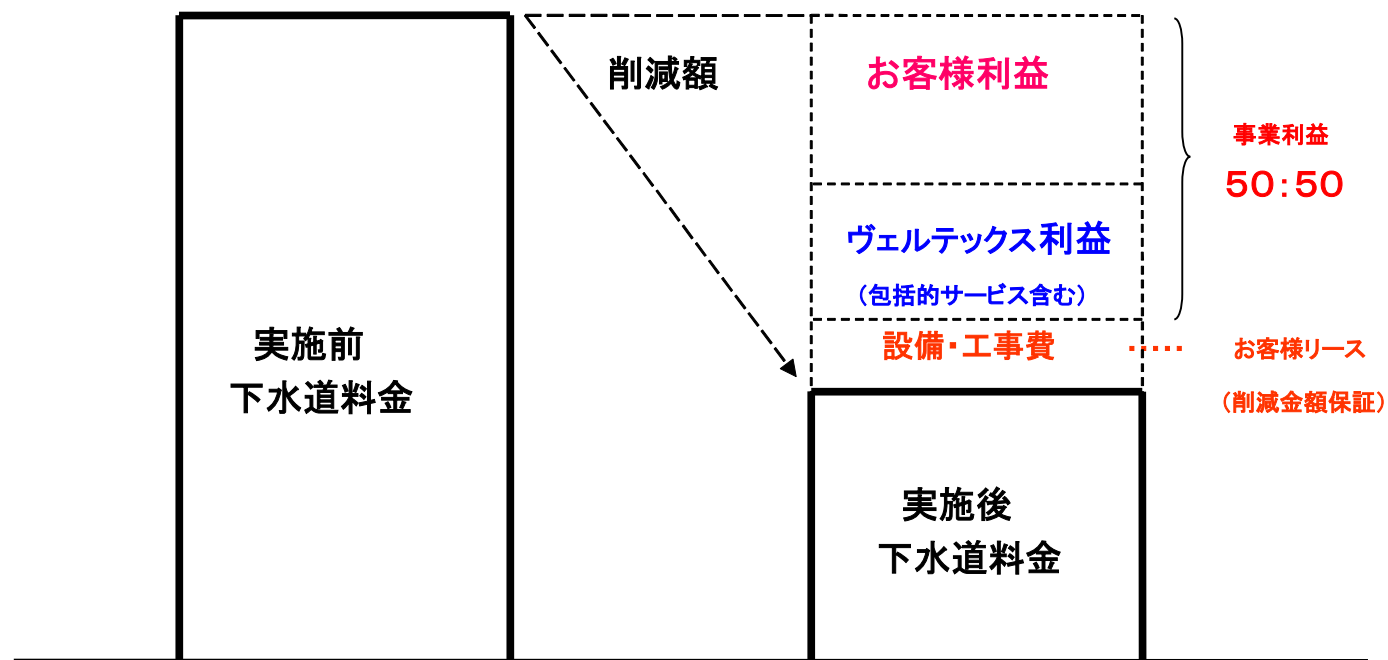 削減額
お客様利益
事業利益
50:50
ヴェルテックス利益
（包括的サービス含む）
設備・工事費
・・・・・
お客様リース
（削減金額保証）
実施前
下水道料金
実施後
下水道料金